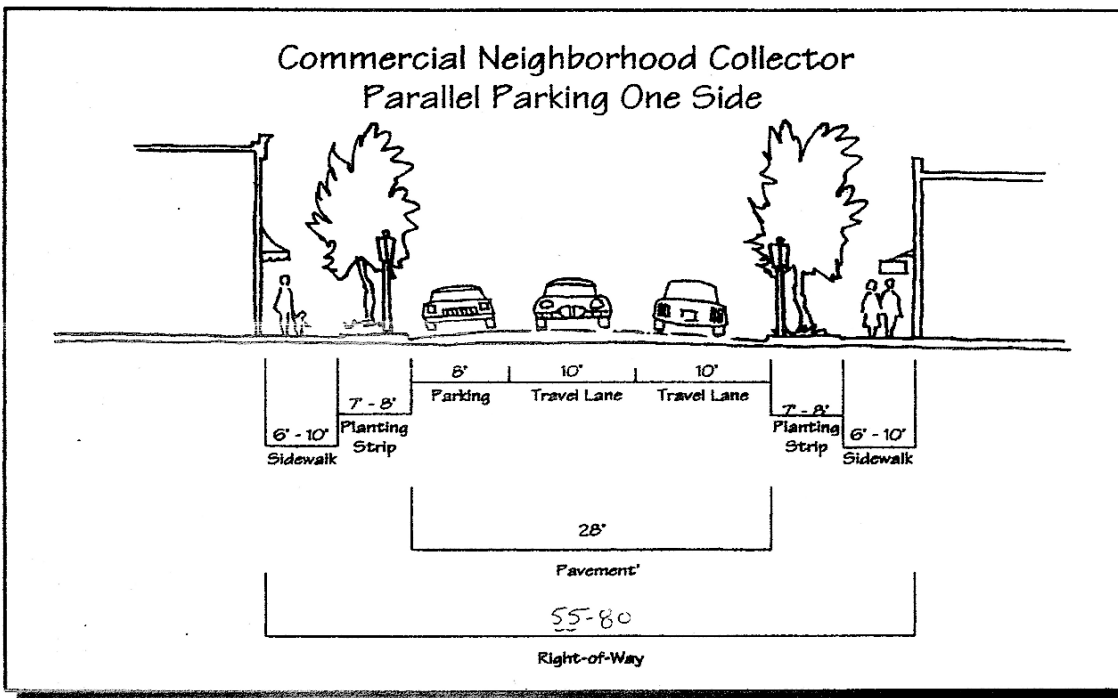 Commercial Neighborhood Collector
Parallel Parking One Side
8'
Parking
10'
Travel Lane
10'
Travel Lane
7' - 8'
Planting
Strip
7' - 8'
Planting
Strip
6' - 10'
Sidewalk
6' - 10'
Sidewalk
28'
Pavement'
55-80
Right-of-Way